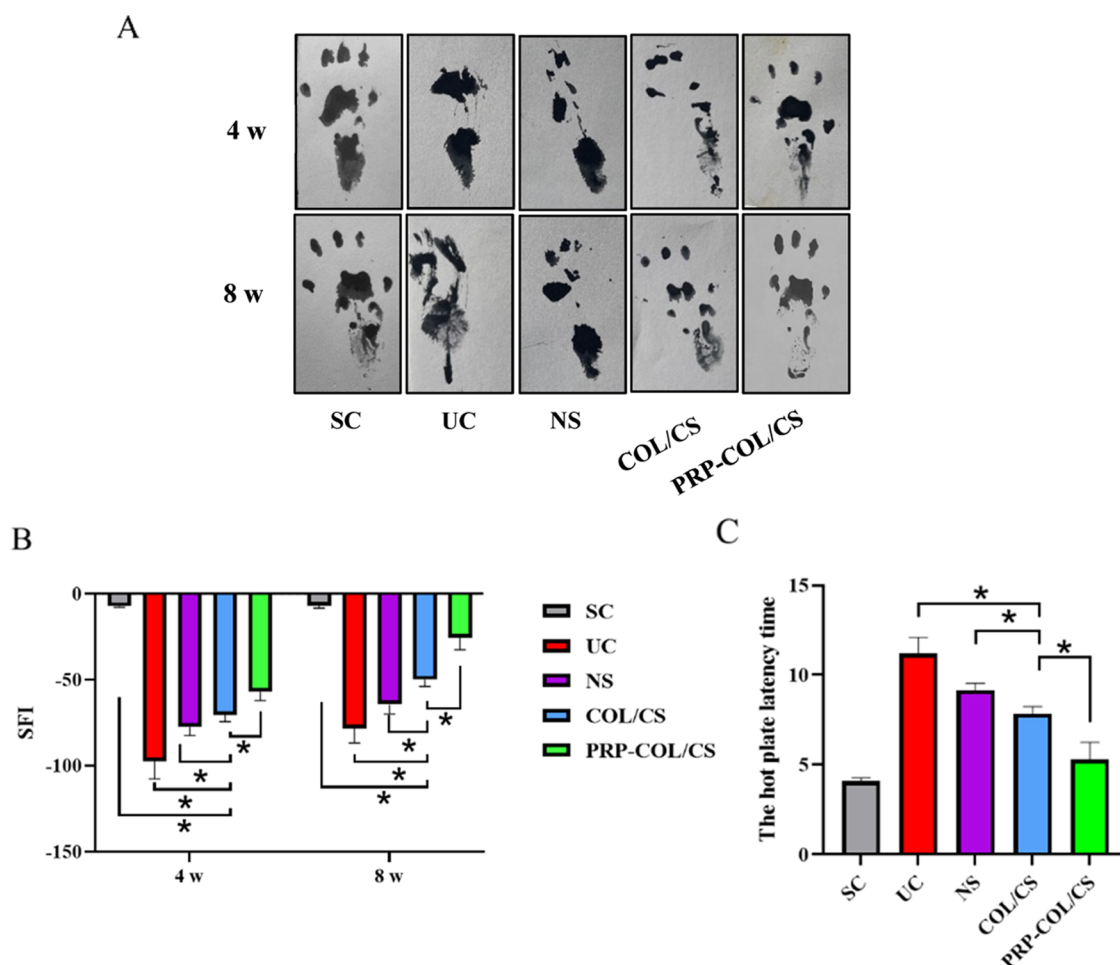 A
4 w
8 w
SC
UC
NS
COL/CS
PRP-COL/CS
B
SFI
0
-50
-100
-150
* * * *
* * * *
4 w
8 w
SC
UC
NS
COL/CS
PRP-COL/CS
C
The hot plate latency time
15
10
5
0
*
*
*
SC
UC
NS
COL/CS
PRP-COL/CS